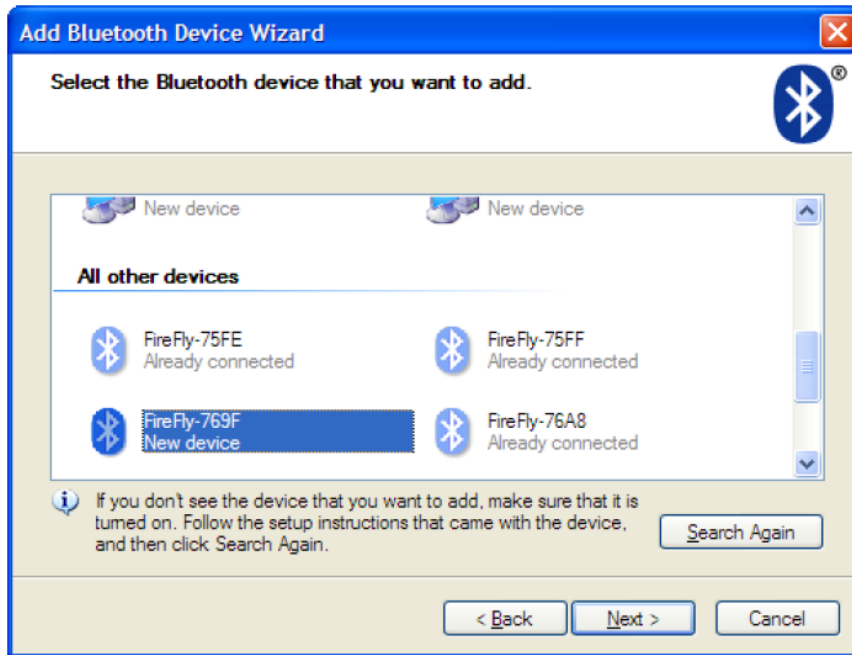 Add Bluetooth Device Wizard
Select the Bluetooth device that you want to add.
®
New device
New device
All other devices
FireFly-75FE
Already connected
FireFly-75FF
Already connected
FireFly-769F
New device
FireFly-76A8
Already connected
If you don't see the device that you want to add, make sure that it is
turned on. Follow the setup instructions that came with the device,
and then click Search Again.
Search Again
< Back
Next >
Cancel